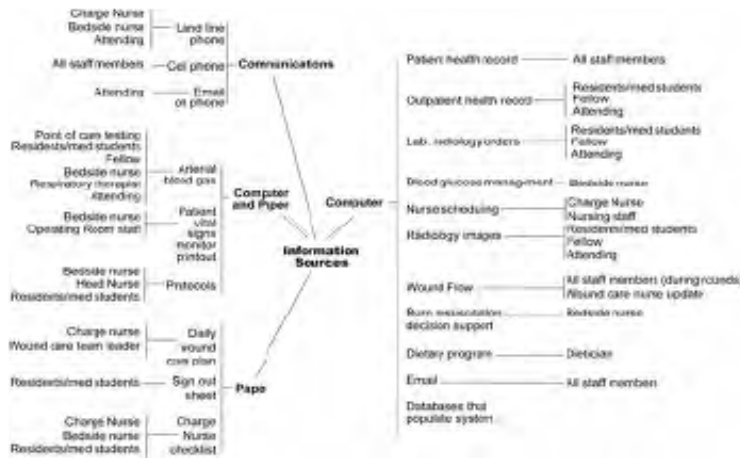 Charge Nurse
Bedside nurse
Attending
Land line
phone
All staff members
Cell phone
Communications
Attending
Email
on phone
Point of care testing
Residents/med students
Fellow
Bedside nurse
Respiratory therapist
Attending
Arterial
blood gas
Bedside nurse
Operating Room staff
Patient
vital
signs
monitor
printout
Computer
and Piper
Bedside nurse
Head Nurse
Residents/med students
Protocols
Information
Sources
Charge nurse
Wound care team leader
Daily
wound
care plan
Residents/med students
Sign out
sheet
Pape
Charge Nurse
Bedside nurse
Residents/med students
Charge
Nurse
checklist
Computer
Patient health record
All staff members
Outpatient health record
Residents/med students
Fellow
Attending
Lab, radiology orders
Residents/med students
Fellow
Attending
Blood glucose managment
Bedside nurse
Nurse scheduling
Charge Nurse
Nursing staff
Radiology images
Residents/med students
Fellow
Attending
Wound Flow
All staff members (during rounds)
Wound care nurse update
Burn resuscitation
decision support
Bedside nurse
Dietary program
Dietician
Email
All staff members
Databases that
populate system